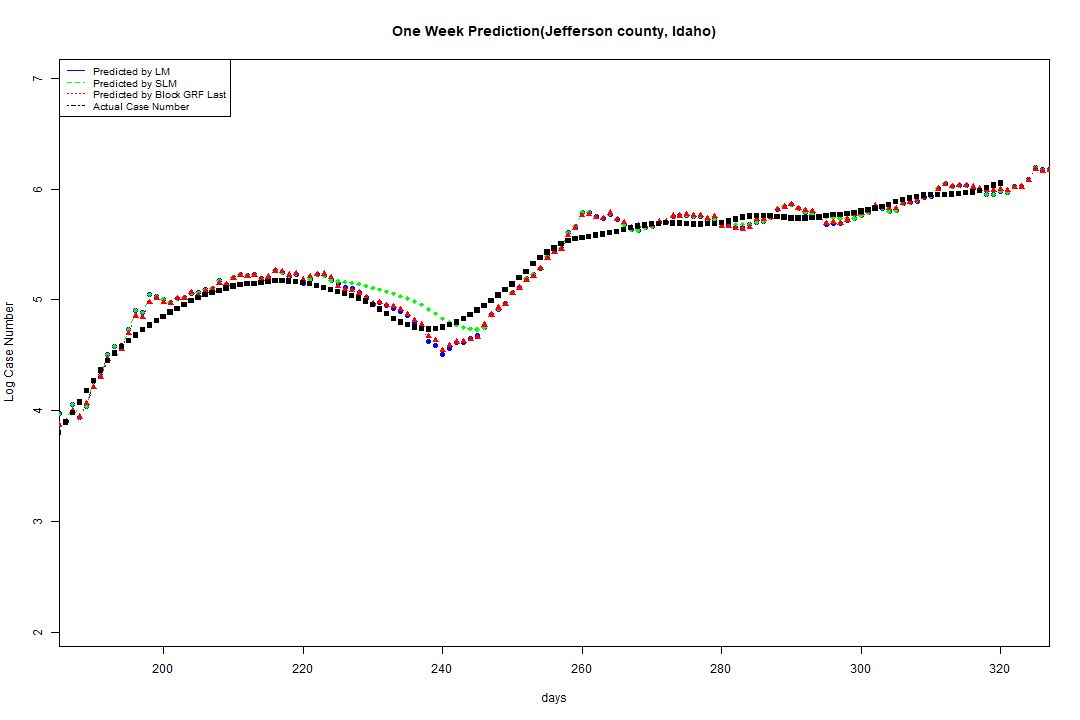 One Week Prediction(Jefferson county, Idaho)
Predicted by LM
Predicted by SLM
Predicted by Block GRF Last
Actual Case Number
7
6
5
4
3
2
Log Case Number
200 220 240 260 280 300 320
days